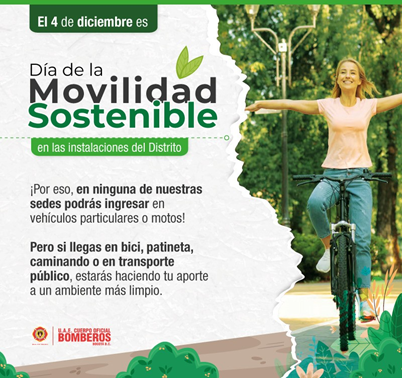 El 4 de diciembre es
Día de la
Movilidad
Sostenible
en las instalaciones del Distrito
¡Por eso, en ninguna de nuestras
sedes podrás ingresar en
vehículos particulares o motos!
Pero si llegas en bici, patineta,
caminando o en transporte
público, estarás haciendo tu aporte
a un ambiente más limpio.
U.A.E. CUERPO OFICIAL
BOMBEROS
BOGOTÁ D.C.